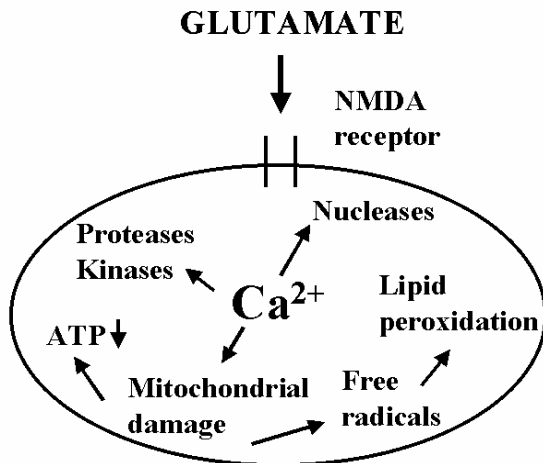 GLUTAMATE
NMDA
receptor
Nucleases
Proteases
Kinases
Ca²⁺
Lipid
peroxidation
ATP
Mitochondrial
damage
Free
radicals